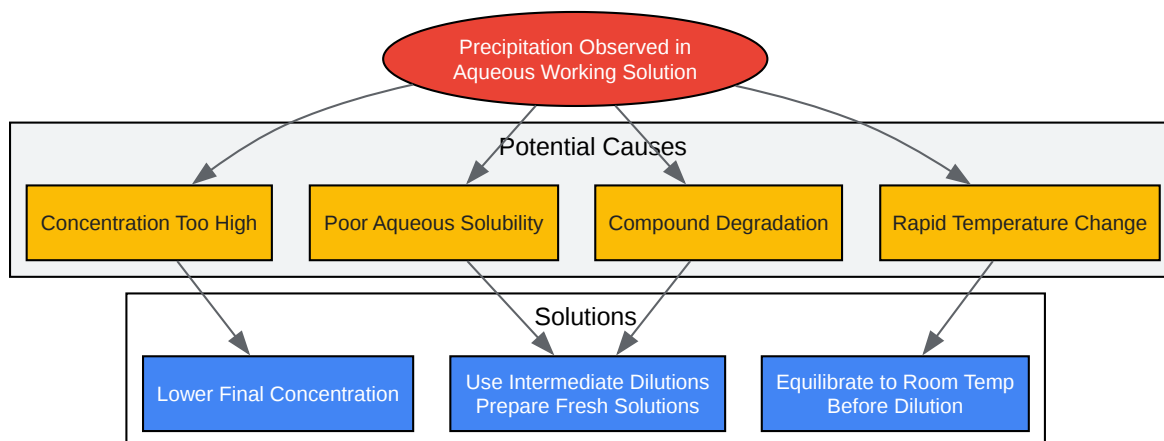 Precipitation Observed in
Aqueous Working Solution
Potential Causes
Concentration Too High
Poor Aqueous Solubility
Compound Degradation
Rapid Temperature Change
Solutions
Lower Final Concentration
Use Intermediate Dilutions
Prepare Fresh Solutions
Equilibrate to Room Temp
Before Dilution